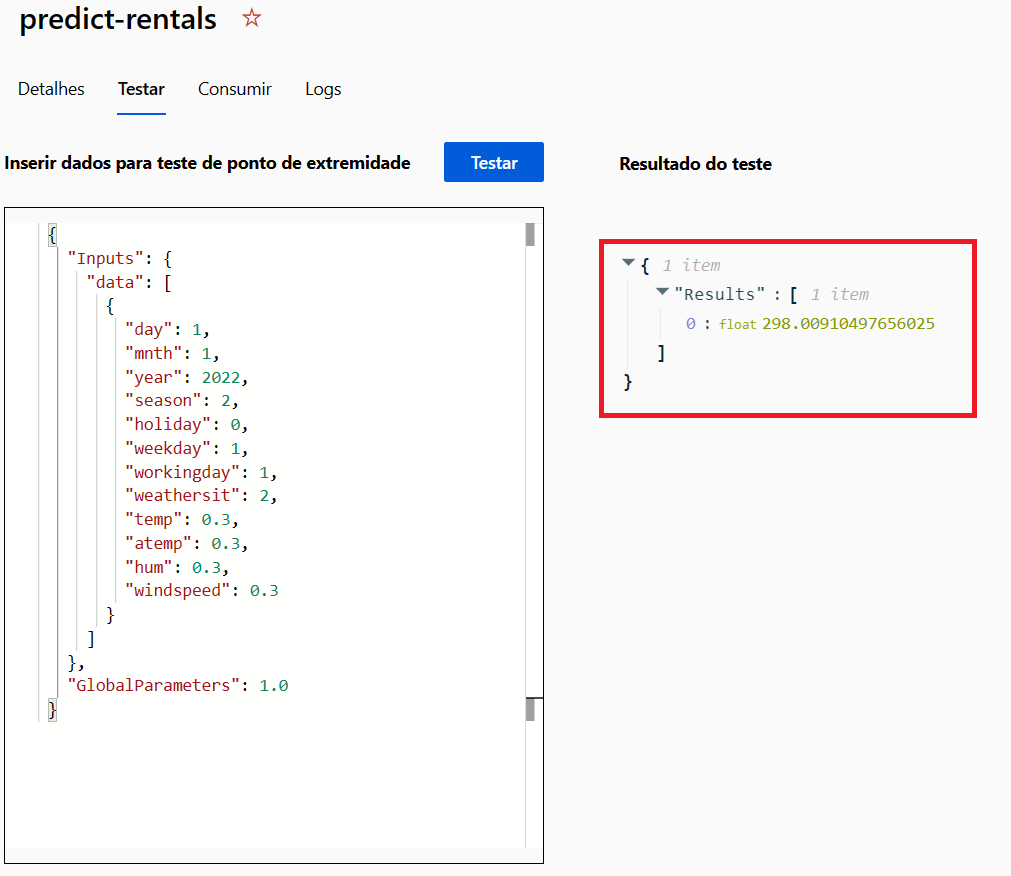 predict-rentals
Detalhes Testar Consumir Logs
Inserir dados para teste de ponto de extremidade
Testar
{
"Inputs": {
"data": [
{
"day": 1,
"mnth": 1,
"year": 2022,
"season": 2,
"holiday": 0,
"weekday": 1,
"workingday": 1,
"weathersit": 2,
"temp": 0.3,
"atemp": 0.3,
"hum": 0.3,
"windspeed": 0.3
}
]
},
"GlobalParameters": 1.0
}
Resultado do teste
{ 1 item
"Results" : [ 1 item
0 : float 298.00910497656025
]
}